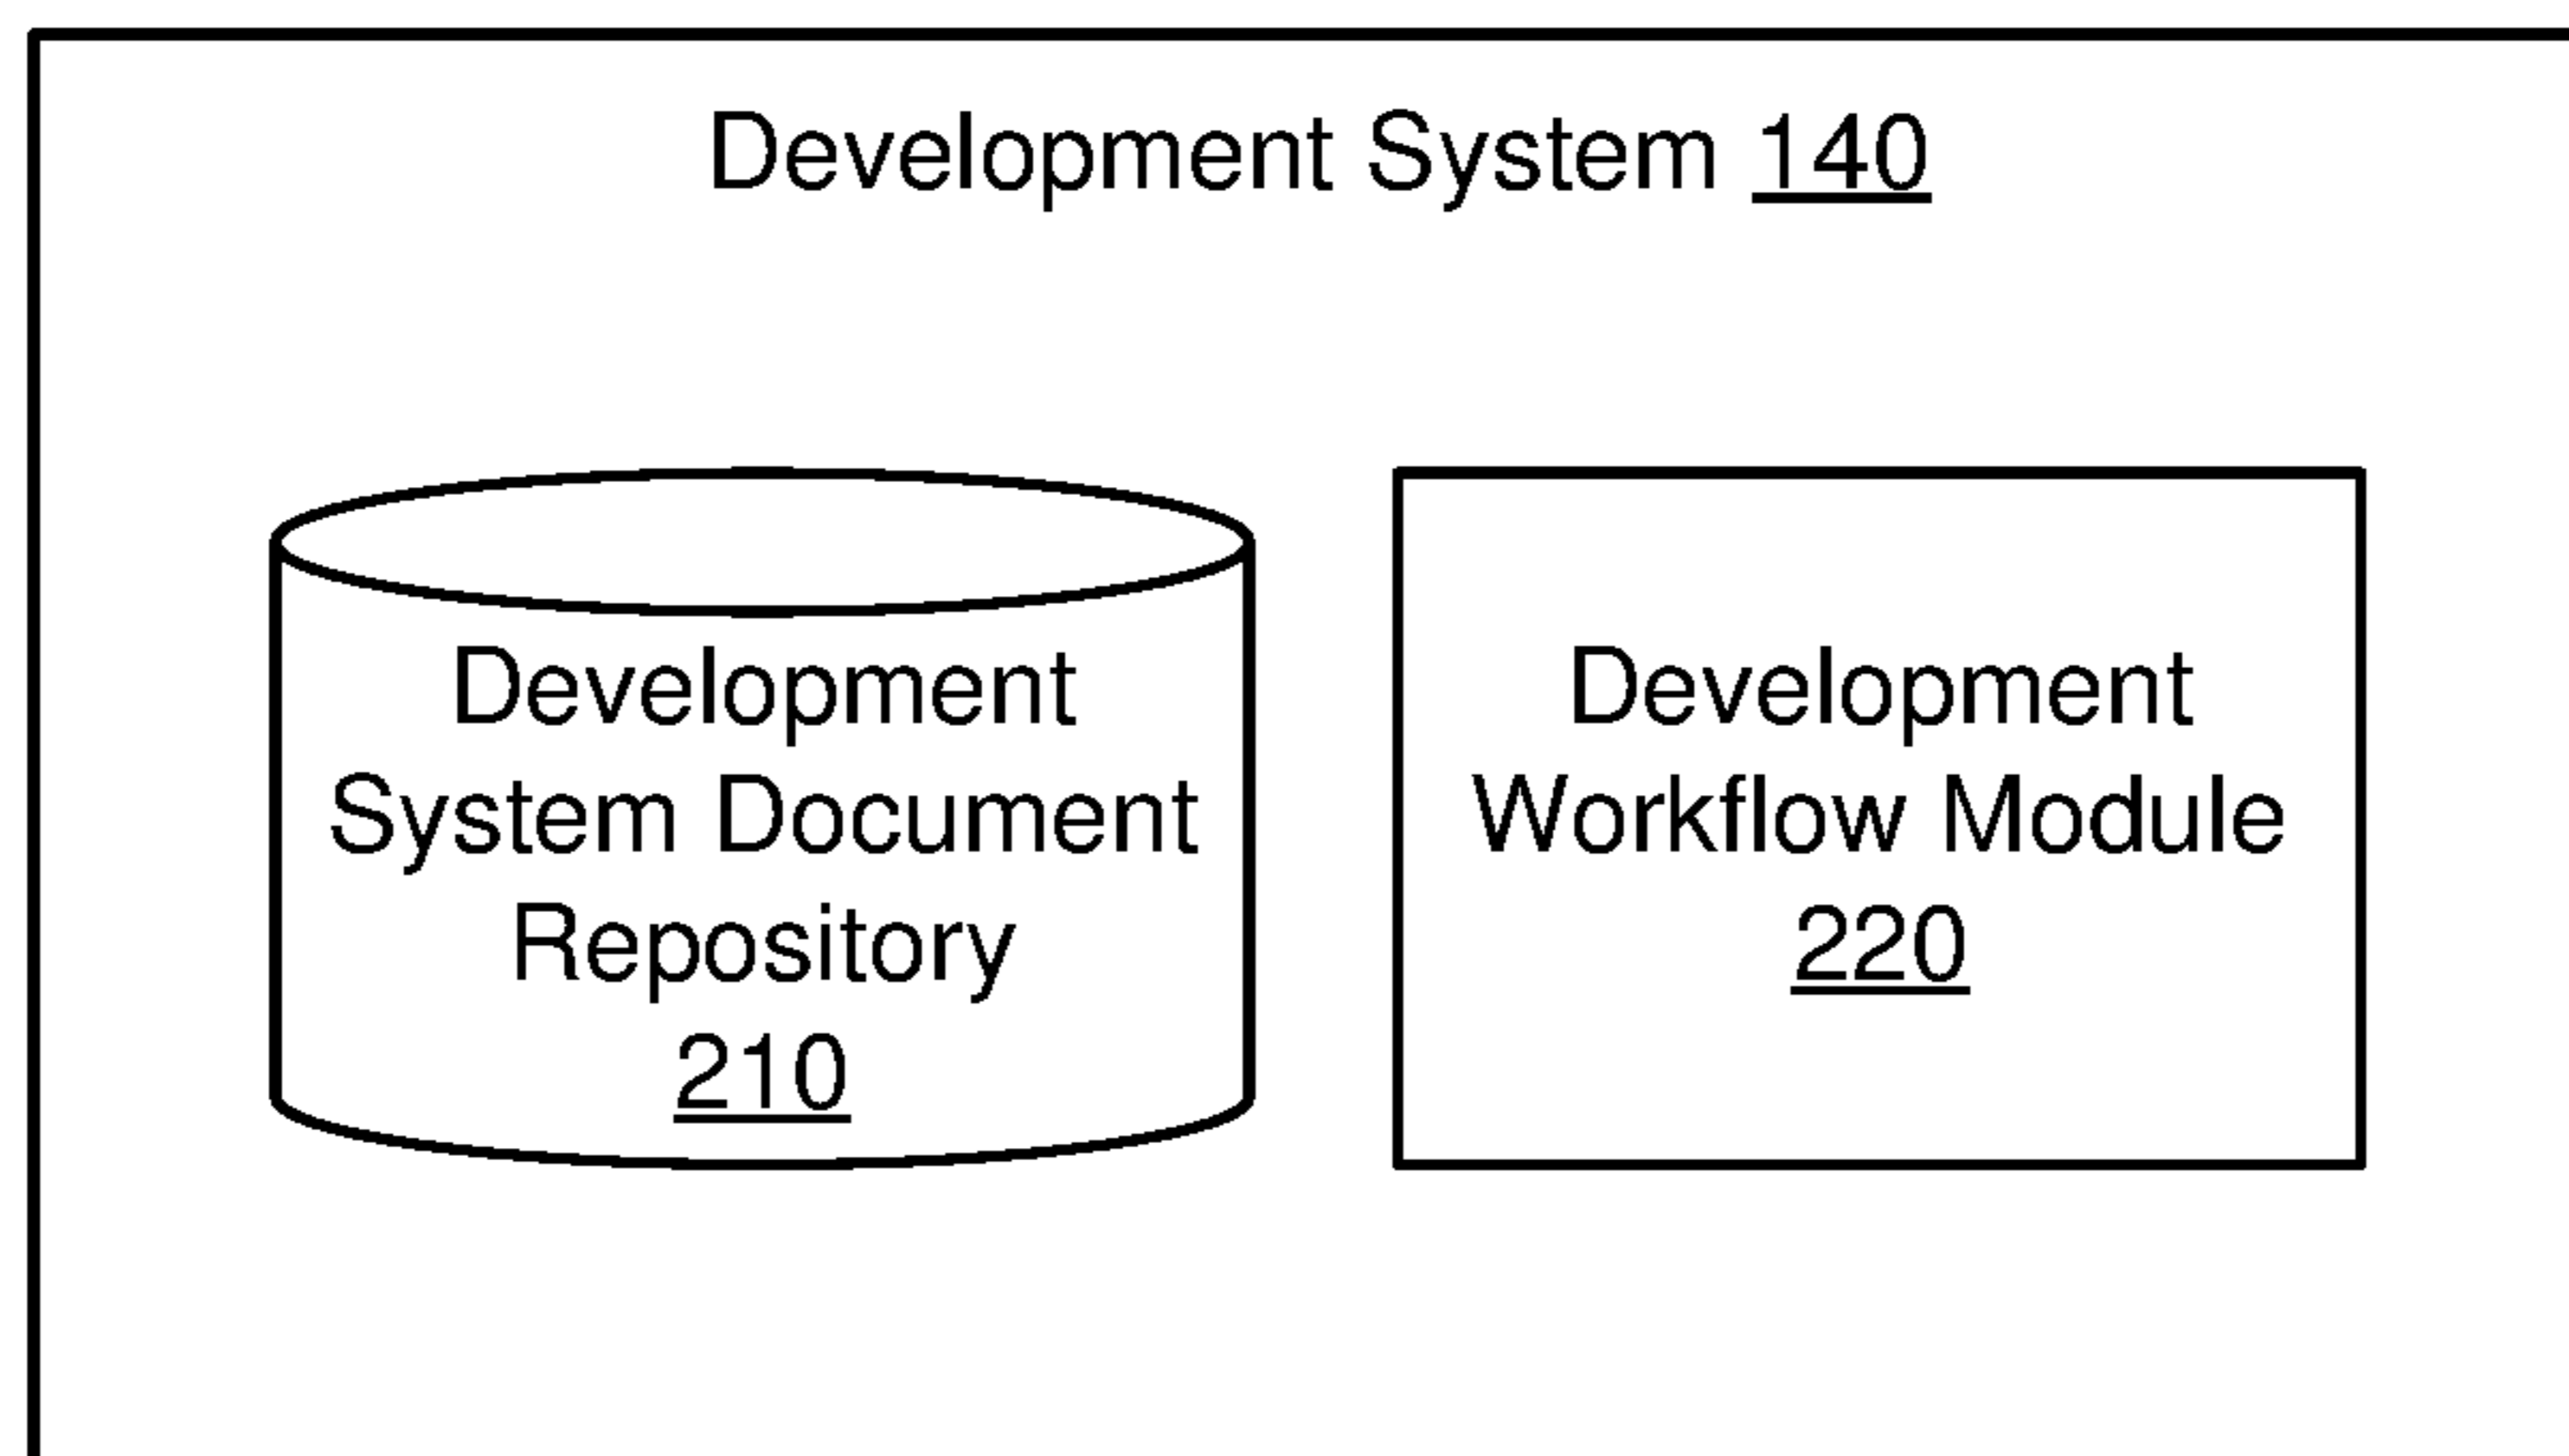 Development System 140
Development
System Document
Repository
210
Development
Workflow Module
220